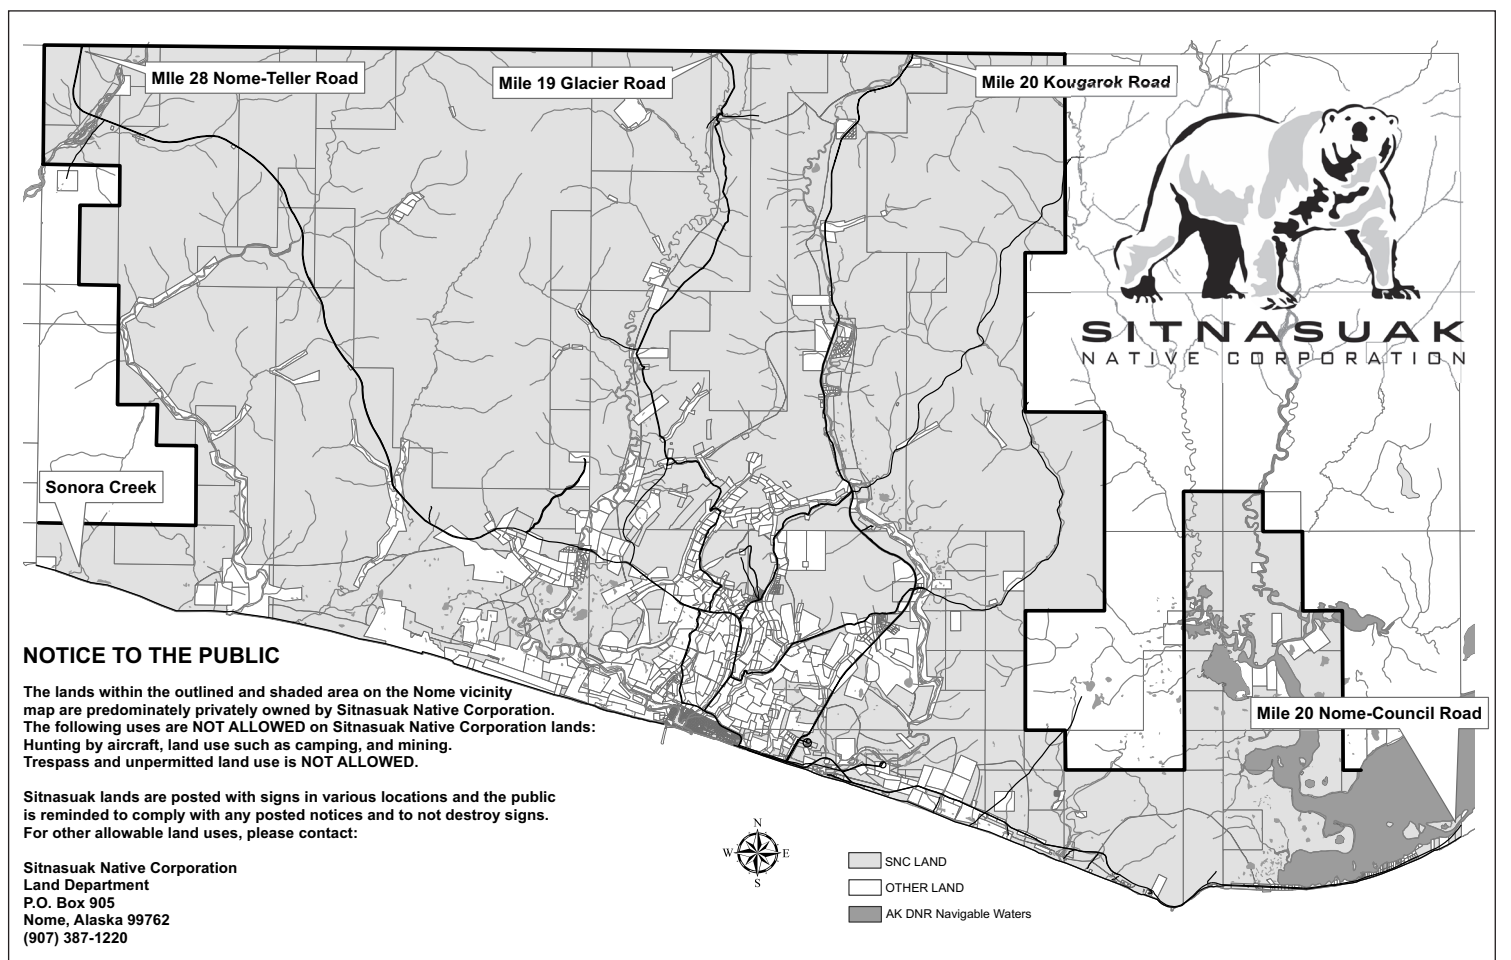 MIle 28 Nome-Teller Road
Mile 19 Glacier Road
Mile 20 Kougarok Road
SITNASUAK
NATIVE CORPORATION
Sonora Creek
NOTICE TO THE PUBLIC
The lands within the outlined and shaded area on the Nome vicinity
map are predominately privately owned by Sitnasuak Native Corporation.
The following uses are NOT ALLOWED on Sitnasuak Native Corporation lands:
Hunting by aircraft, land use such as camping, and mining.
Trespass and unpermitted land use is NOT ALLOWED.
Sitnasuak lands are posted with signs in various locations and the public
is reminded to comply with any posted notices and to not destroy signs.
For other allowable land uses, please contact:
Sitnasuak Native Corporation
Land Department
P.O. Box 905
Nome, Alaska 99762
(907) 387-1220
Mile 20 Nome-Council Road
N
W E
S
SNC LAND
OTHER LAND
AK DNR Navigable Waters